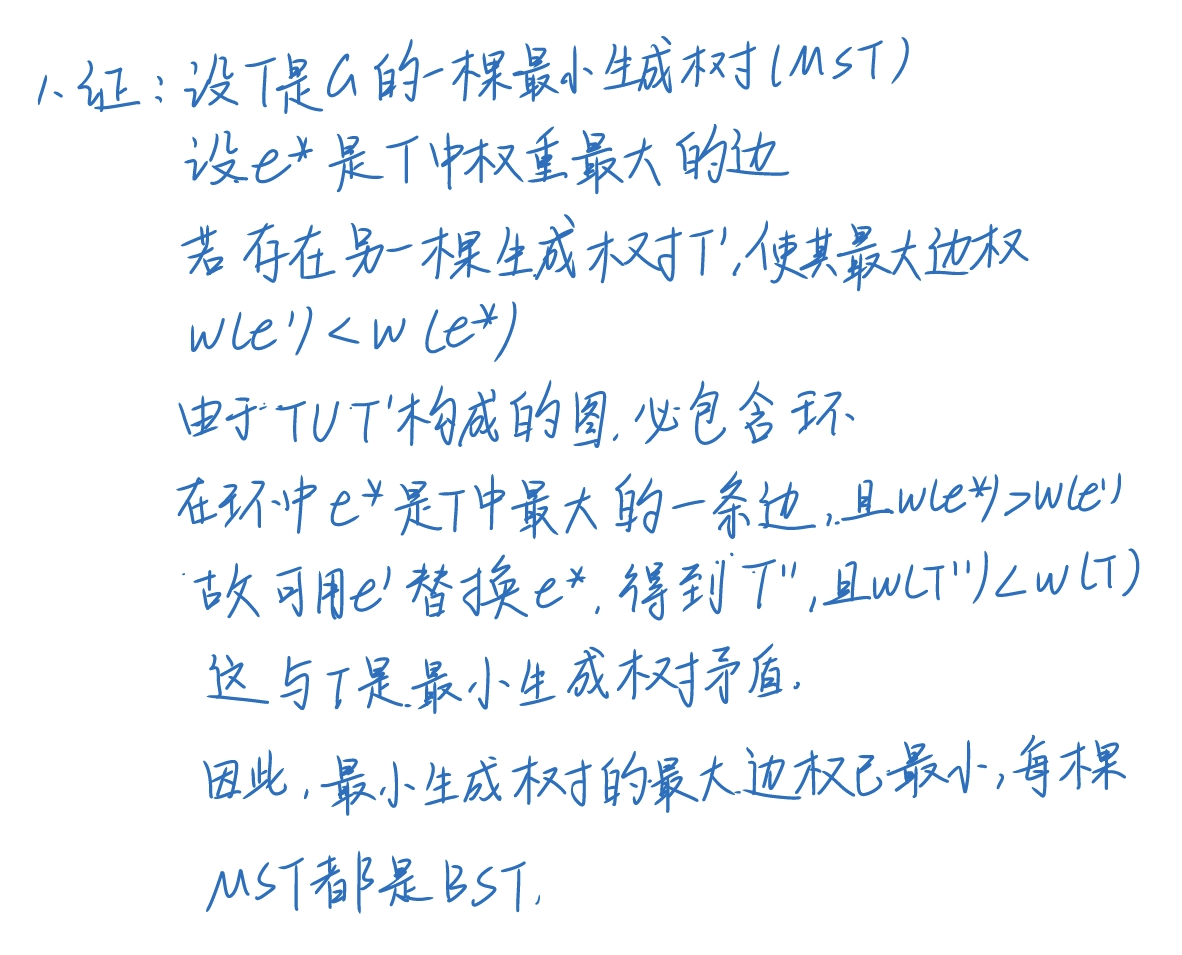 1、证：设T是G的一棵最小生成树(MST)
设e*是T中权重最大的边
若存在另一棵生成树T',使其最大边权
w(e')<w(e*)
由于T∪T'构成的图,必包含环
在环中e*是T中最大的一条边,且w(e*)>w(e')
故可用e'替换e*,得到T'',且w(T'')<w(T)
这与T是最小生成树矛盾.
因此,最小生成树的最大边权已最小,每棵
MST都是BST,